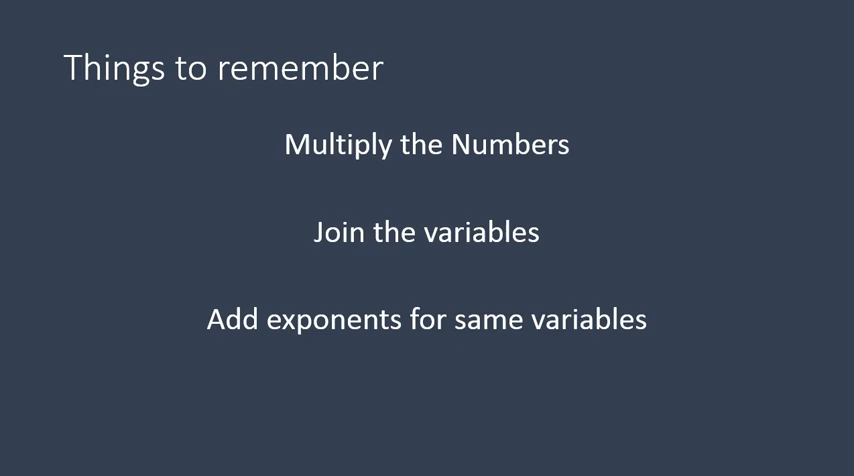 Things to remember
Multiply the Numbers
Join the variables
Add exponents for same variables